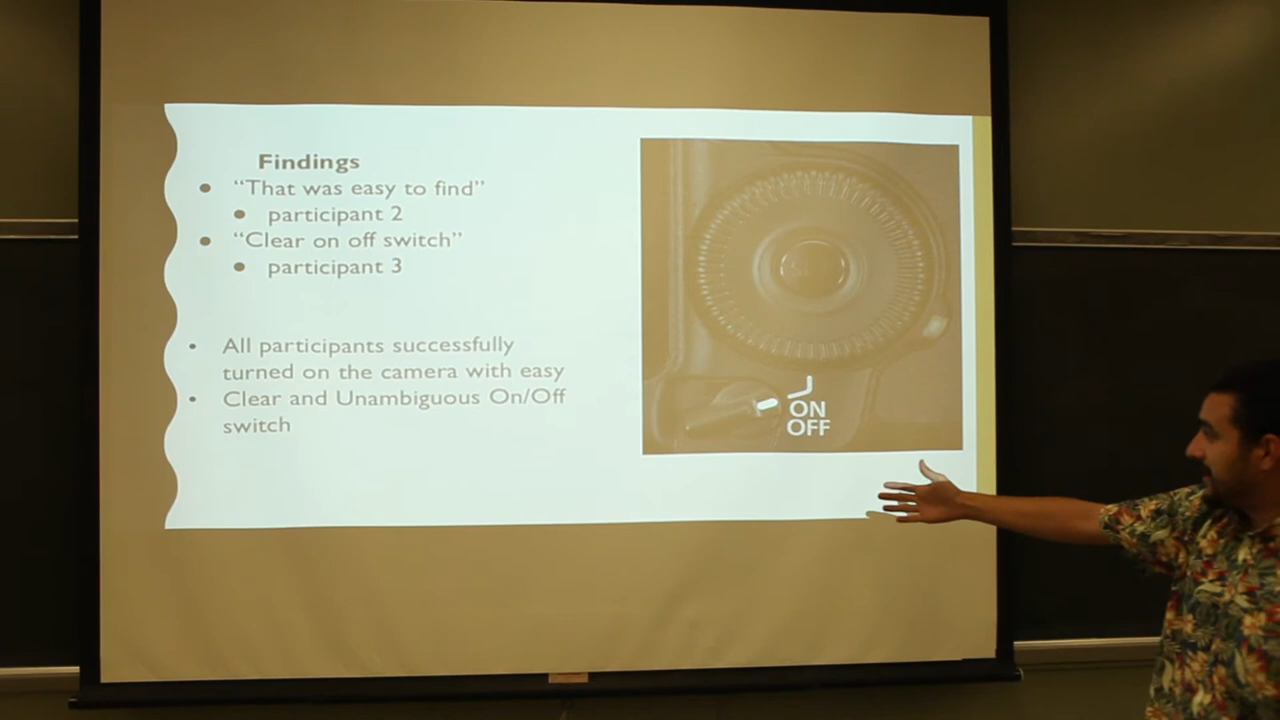 Findings
● “That was easy to find”
● participant 2
● “Clear on off switch”
● participant 3
• All participants successfully
turned on the camera with easy
• Clear and Unambiguous On/Off
switch
ON
OFF